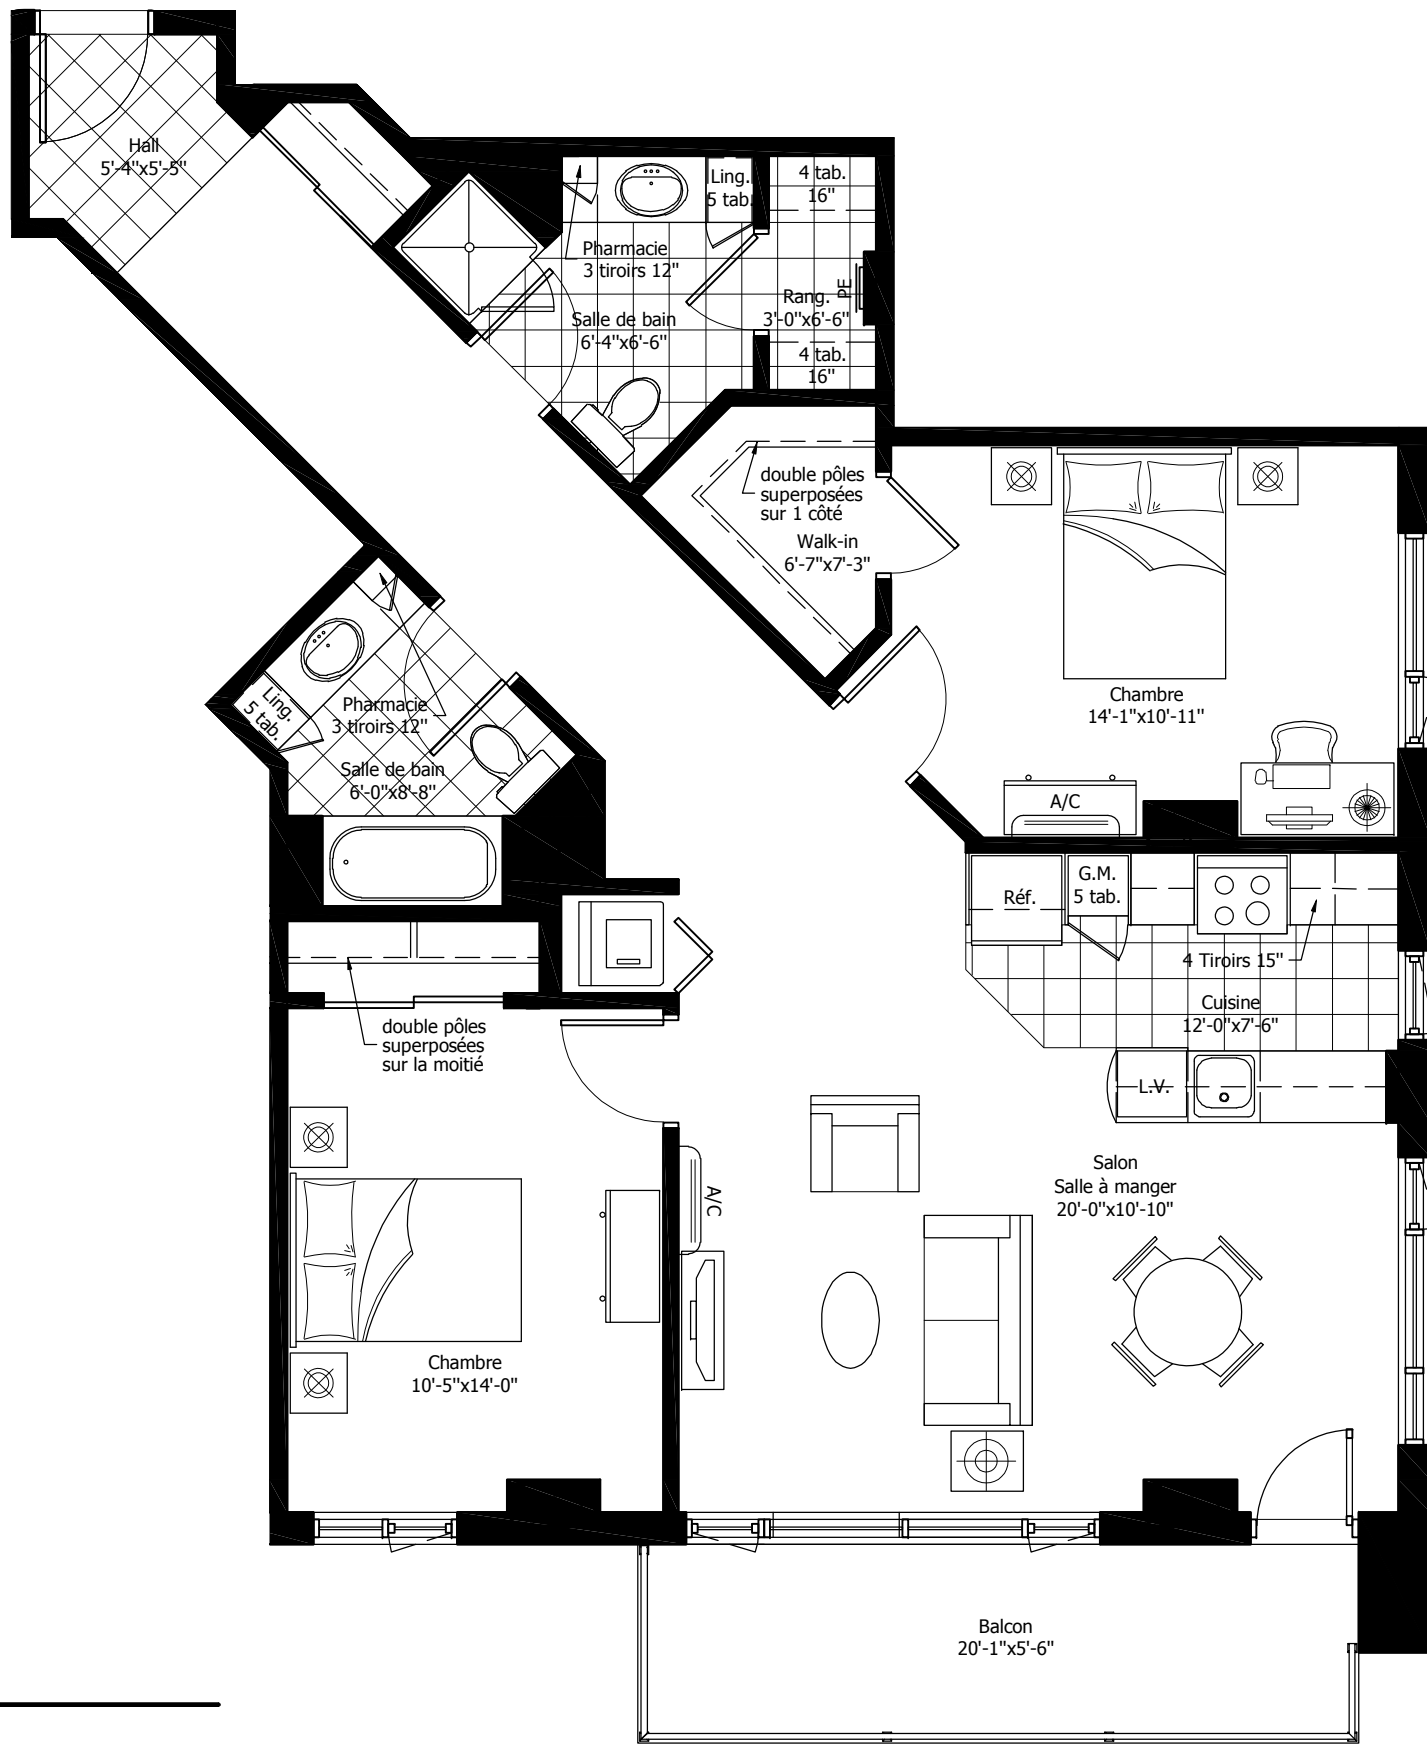 Hall
5'-4"x5'-5"
Ling.
5 tab.
4 tab.
16"
Pharmacie
3 tiroirs 12"
Rang.
3'-0"x6'-6"
PE
Salle de bain
6'-4"x6'-6"
4 tab.
16"
double pôles
superposées
sur 1 côté
Walk-in
6'-7"x7'-3"
Chambre
14'-1"x10'-11"
A/C
Ling.
5 tab.
Pharmacie
3 tiroirs 12"
Salle de bain
6'-0"x8'-8"
Réf.
G.M.
5 tab.
4 Tiroirs 15"
Cuisine
12'-0"x7'-6"
L.V.
double pôles
superposées
sur la moitié
Salon
Salle à manger
20'-0"x10'-10"
A/C
Chambre
10'-5"x14'-0"
Balcon
20'-1"x5'-6"